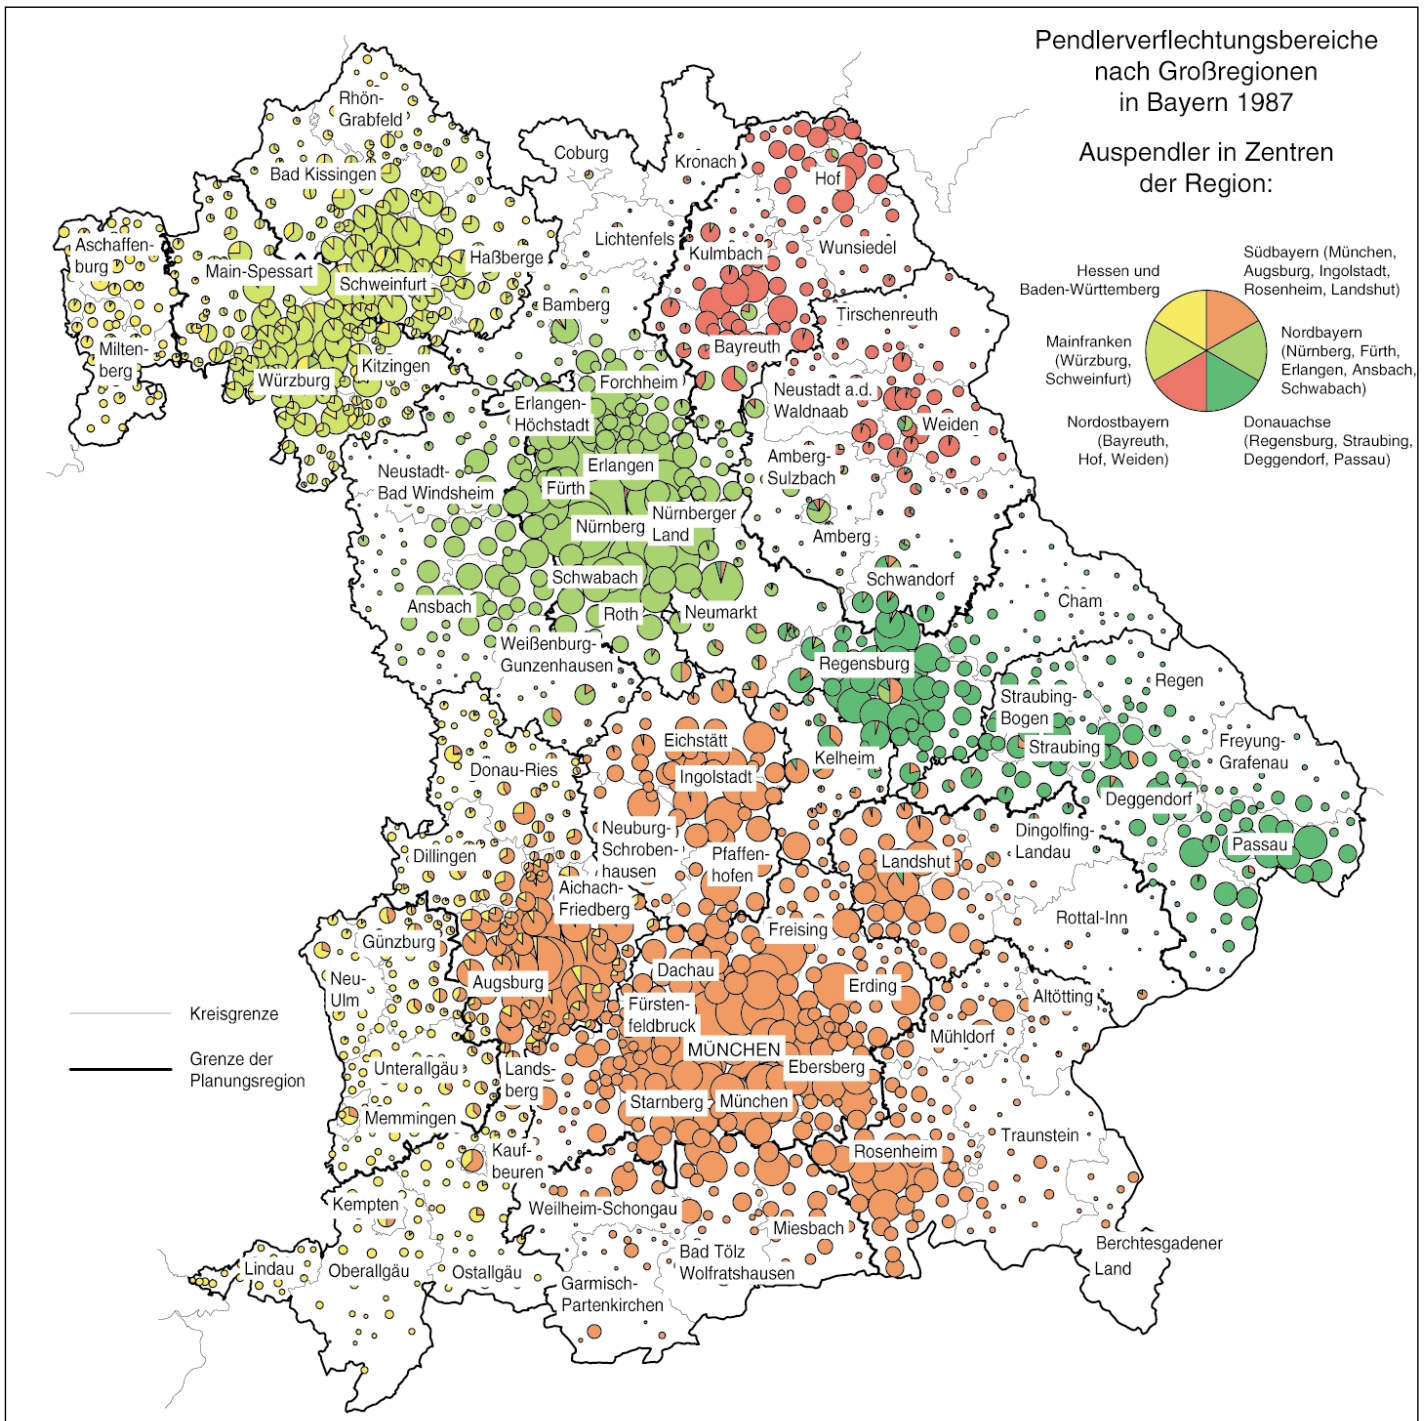 Pendlerverflechtungsbereiche
nach Großregionen
in Bayern 1987
Auspendler in Zentren
der Region:
Südbayern (München,
Augsburg, Ingolstadt,
Rosenheim, Landshut)
Hessen und
Baden-Württemberg
Nordbayern
(Nürnberg, Fürth,
Erlangen, Ansbach,
Schwabach)
Mainfranken
(Würzburg,
Schweinfurt)
Nordostbayern
(Bayreuth,
Hof, Weiden)
Donauachse
(Regensburg, Straubing,
Deggendorf, Passau)
Rhön-
Grabfeld
Coburg
Kronach
Bad Kissingen
Hof
Lichtenfels
Aschaffen-
burg
Main-Spessart
Haßberge
Kulmbach
Wunsiedel
Schweinfurt
Bamberg
Tirschenreuth
Milten-
berg
Bayreuth
Kitzingen
Würzburg
Forchheim
Neustadt a.d.
Waldnaab
Erlangen-
Höchstadt
Weiden
Neustadt-
Bad Windsheim
Erlangen
Amberg-
Sulzbach
Fürth
Nürnberg
Nürnberger
Land
Amberg
Schwabach
Schwandorf
Ansbach
Roth
Neumarkt
Cham
Weißenburg-
Gunzenhausen
Regensburg
Regen
Straubing-
Bogen
Eichstätt
Straubing
Freyung-
Grafenau
Donau-Ries
Ingolstadt
Kelheim
Deggendorf
Neuburg-
Schroben-
hausen
Dingolfing-
Landau
Passau
Dillingen
Pfaffen-
hofen
Landshut
Aichach-
Friedberg
Rottal-Inn
Günzburg
Freising
Neu-
Ulm
Augsburg
Dachau
Erding
Altötting
Fürsten-
feldbruck
Kreisgrenze
Mühldorf
MÜNCHEN
Grenze der
Planungsregion
Unterallgäu
Lands-
berg
Ebersberg
Starnberg
München
Memmingen
Traunstein
Kauf-
beuren
Rosenheim
Kempten
Weilheim-Schongau
Miesbach
Berchtesgadener
Land
Lindau
Oberallgäu
Ostallgäu
Bad Tölz
Wolfratshausen
Garmisch-
Partenkirchen